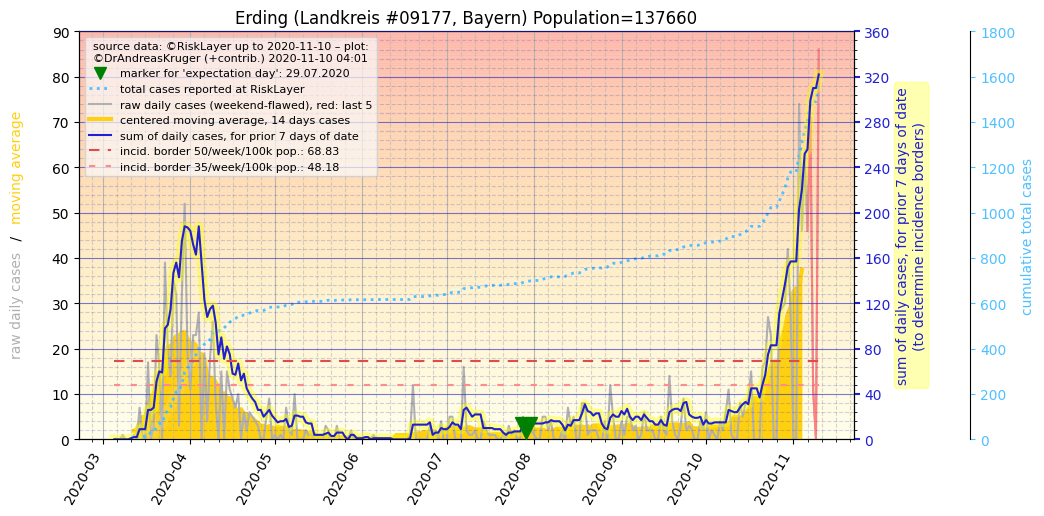 Erding (Landkreis #09177, Bayern) Population=137660
source data: ©RiskLayer up to 2020-11-10 – plot:
©DrAndreasKruger (+contrib.) 2020-11-10 04:01
marker for 'expectation day': 29.07.2020
total cases reported at RiskLayer
raw daily cases (weekend-flawed), red: last 5
centered moving average, 14 days cases
sum of daily cases, for prior 7 days of date
incid. border 50/week/100k pop.: 68.83
incid. border 35/week/100k pop.: 48.18
raw daily cases / moving average
90
80
70
60
50
40
30
20
10
0
2020-03
2020-04
2020-05
2020-06
2020-07
2020-08
2020-09
2020-10
2020-11
360
320
280
240
200
160
120
80
40
0
sum of daily cases, for prior 7 days of date
(to determine incidence borders)
1800
1600
1400
1200
1000
800
600
400
200
0
cumulative total cases